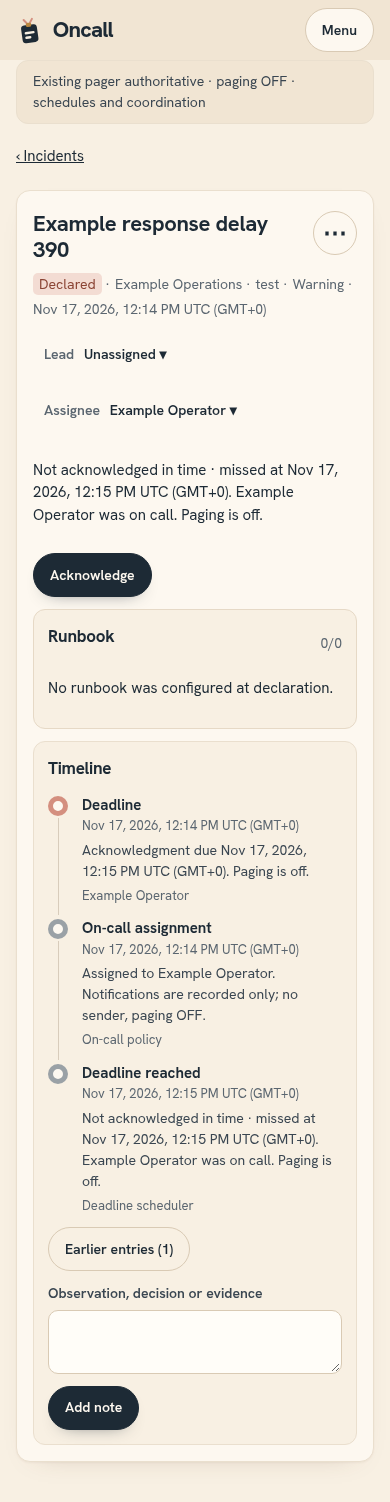 Oncall
Menu
Existing pager authoritative · paging OFF ·
schedules and coordination
‹ Incidents
Example response delay
390
...
Declared · Example Operations · test · Warning ·
Nov 17, 2026, 12:14 PM UTC (GMT+0)
Lead Unassigned ▾
Assignee Example Operator ▾
Not acknowledged in time · missed at Nov 17,
2026, 12:15 PM UTC (GMT+0). Example
Operator was on call. Paging is off.
Acknowledge
Runbook
0/0
No runbook was configured at declaration.
Timeline
Deadline
Nov 17, 2026, 12:14 PM UTC (GMT+0)
Acknowledgment due Nov 17, 2026,
12:15 PM UTC (GMT+0). Paging is off.
Example Operator
On-call assignment
Nov 17, 2026, 12:14 PM UTC (GMT+0)
Assigned to Example Operator.
Notifications are recorded only; no
sender, paging OFF.
On-call policy
Deadline reached
Nov 17, 2026, 12:15 PM UTC (GMT+0)
Not acknowledged in time · missed at
Nov 17, 2026, 12:15 PM UTC (GMT+0).
Example Operator was on call. Paging is
off.
Deadline scheduler
Earlier entries (1)
Observation, decision or evidence
Add note